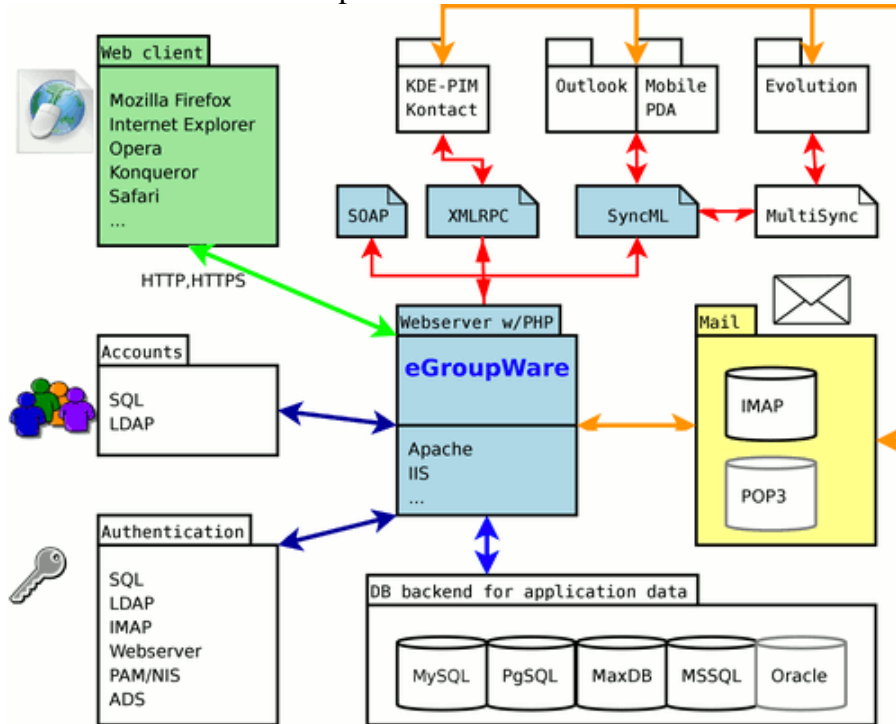 Web client
Mozilla Firefox
Internet Explorer
Opera
Konqueror
Safari
...
KDE-PIM
Kontact
Outlook
Mobile
PDA
Evolution
SOAP
XMLRPC
SyncML
MultiSync
HTTP,HTTPS
Webserver w/PHP
eGroupWare
Apache
IIS
...
Mail
IMAP
POP3
Accounts
SQL
LDAP
Authentication
SQL
LDAP
IMAP
Webserver
PAM/NIS
ADS
DB backend for application data
MySQL
PgSQL
MaxDB
MSSQL
Oracle